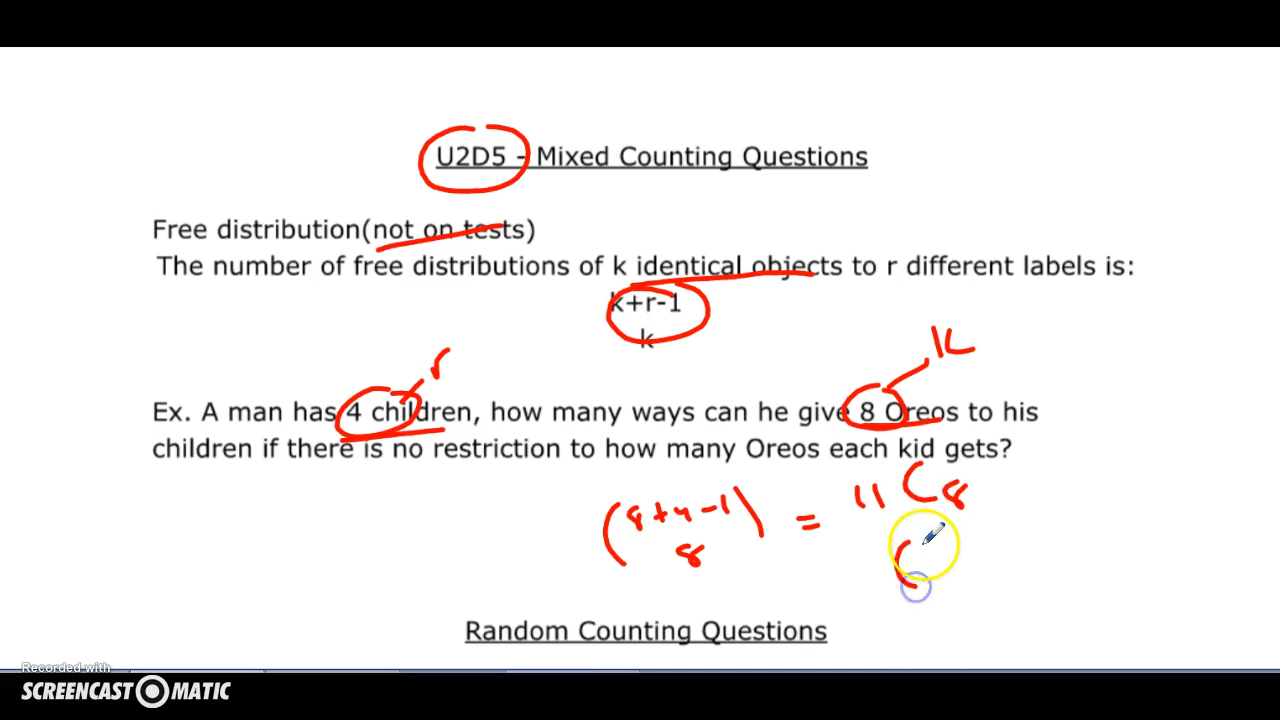 U2D5 - Mixed Counting Questions
Free distribution(not on tests)
The number of free distributions of k identical objects to r different labels is:
k+r-1
k
r
K
Ex. A man has 4 children, how many ways can he give 8 Oreos to his
children if there is no restriction to how many Oreos each kid gets?
(8+4-1) = 11 C 8
8
(
Random Counting Questions
Recorded with
SCREENCAST MATIC